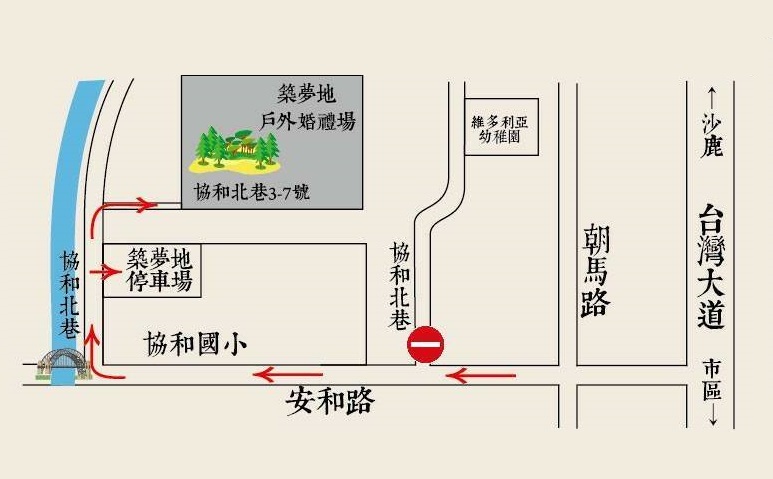 築夢地
戶外婚禮場
協和北巷3-7號
維多利亞
幼稚園
↑
沙鹿
台灣大道
市區
↓
朝馬路
協和北巷
築夢地
停車場
協和北巷
協和國小
安和路